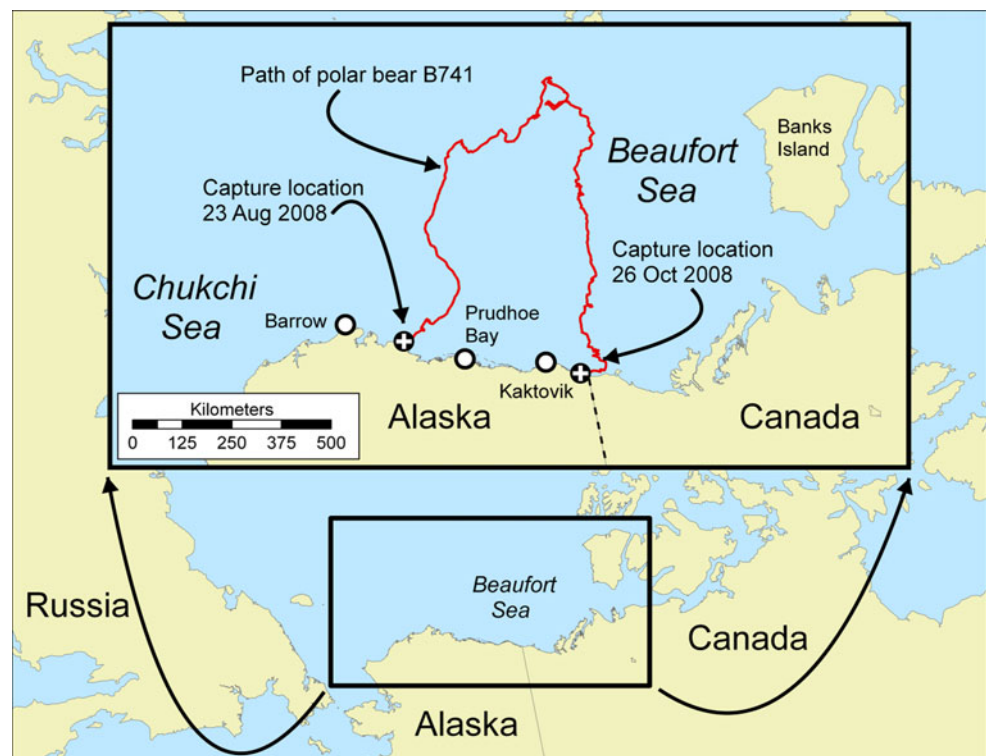 Path of polar bear B741
Banks
Island
Beaufort
Sea
Capture location
23 Aug 2008
Capture location
26 Oct 2008
Chukchi
Sea
Barrow
Prudhoe
Bay
Kaktovik
Alaska
Canada
Kilometers
0 125 250 375 500
Beaufort
Sea
Russia
Canada
Alaska